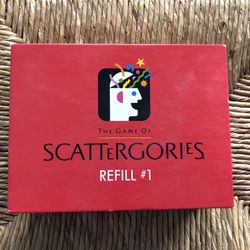 THE GAME OF
SCATTERGORIES
REFILL #1